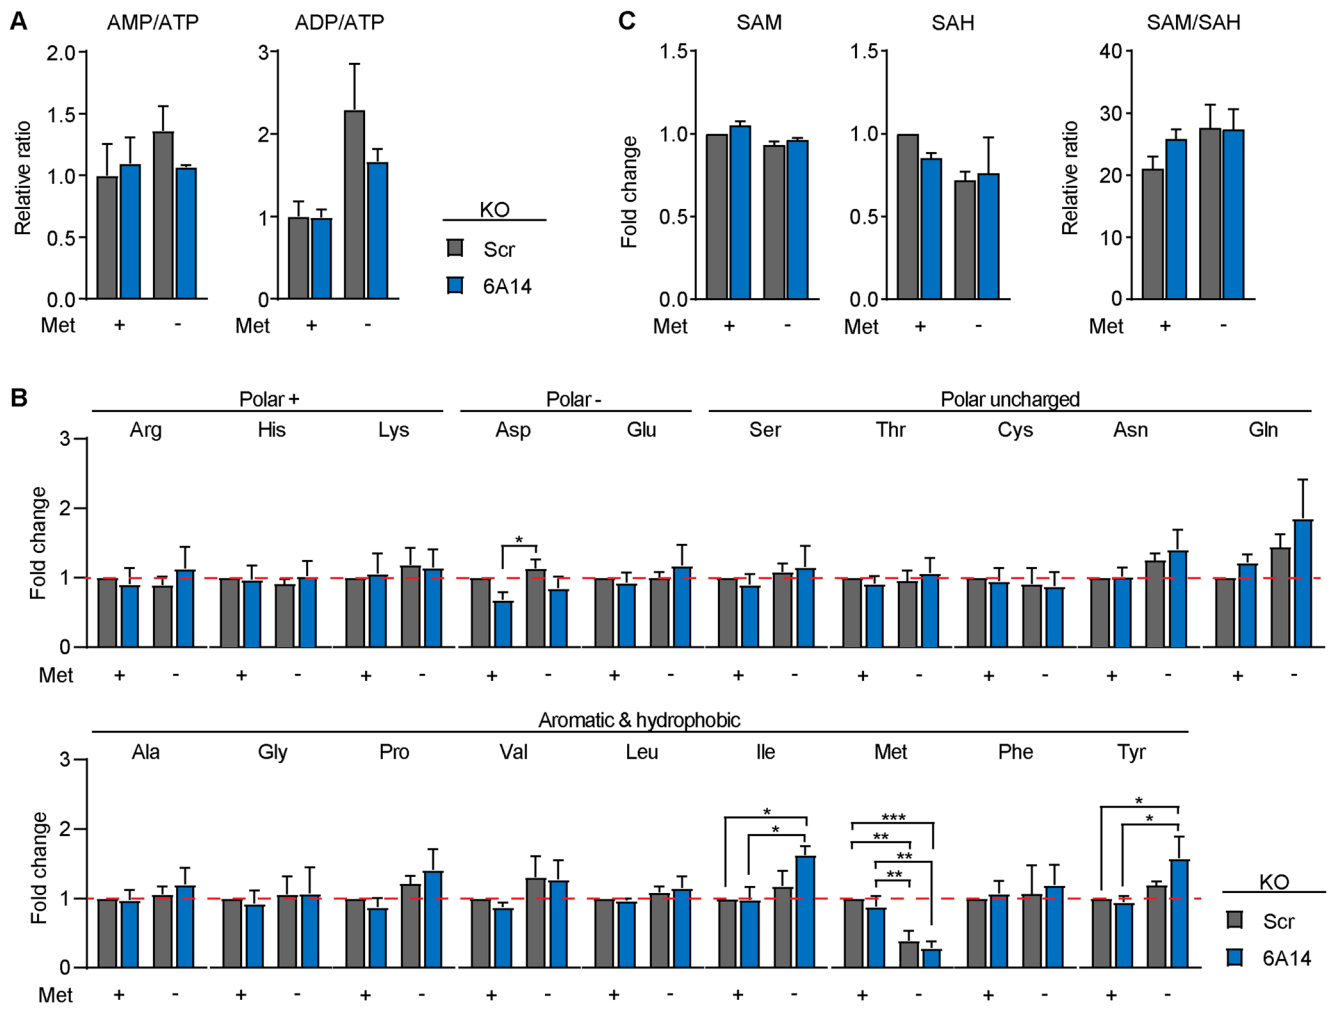 A AMP/ATP ADP/ATP C SAM SAH SAM/SAH
2.0 3 1.5 1.5 40
1.5 30
2 1.0 1.0
1.0 20
1 0.5 0.5
0.5 10
0.0 0 0.0 0.0 0
Relative ratio
Fold change
Relative ratio
KO
Scr
6A14
Met + - Met + - Met + - Met + - Met + -
B Polar + Polar - Polar uncharged
Arg His Lys Asp Glu Ser Thr Cys Asn Gln
3
2
1
0
Fold change
*
Met + - + - + - + - + - + - + - + - + - + -
Aromatic & hydrophobic
Ala Gly Pro Val Leu Ile Met Phe Tyr
3
2
1
0
Fold change
* *** *
* ** *
**
**
KO
Scr
6A14
Met + - + - + - + - + - + - + - + - + -